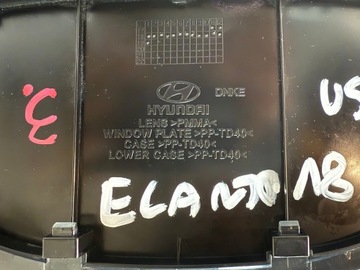 DNKE
HYUNDAI
LENS >PMMA<
WINDOW PLATE >PP-TD40<
CASE >PP-TD40<
LOWER CASE >PP-TD40<
US
ELANTRA 18